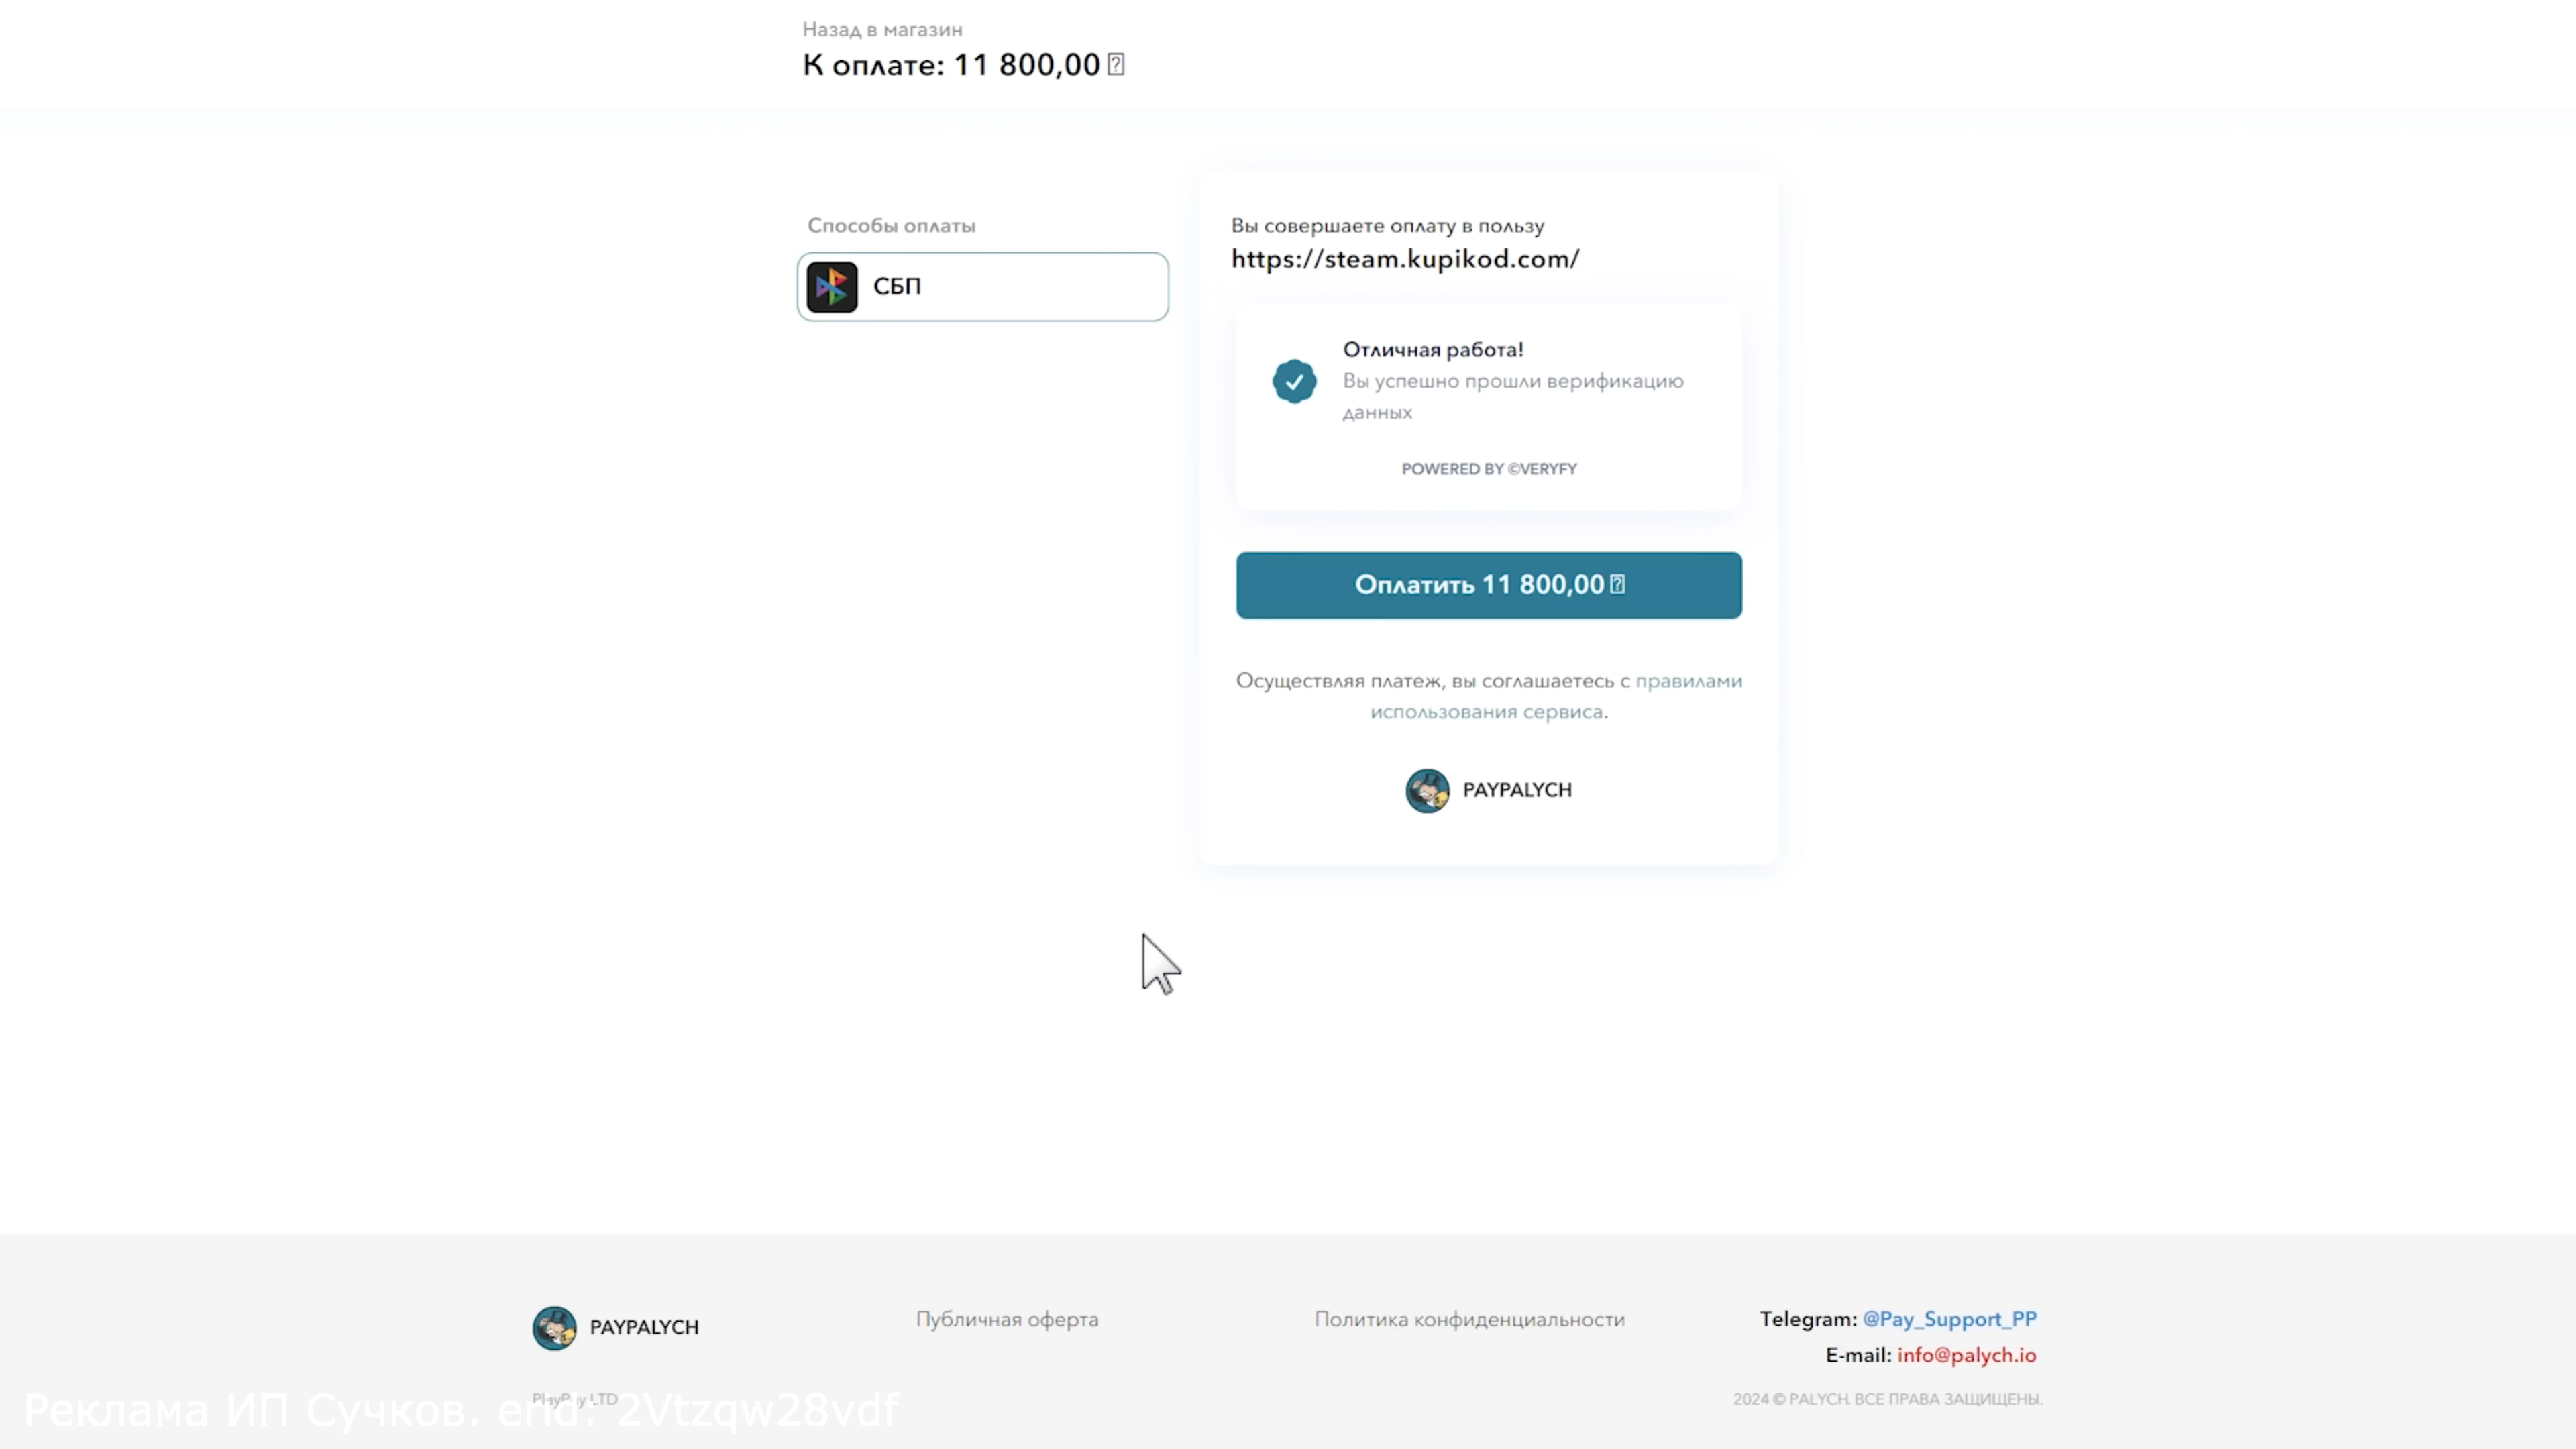 Назад в магазин
К оплате: 11 800,00
Способы оплаты
СБП
Вы совершаете оплату в пользу
https://steam.kupikod.com/
Отличная работа!
Вы успешно прошли верификацию
данных
POWERED BY ©VERYFY
Оплатить 11 800,00
Осуществляя платеж, вы соглашаетесь с правилами
использования сервиса.
PAYPALYCH
PAYPALYCH
Публичная оферта
Политика конфиденциальности
Telegram: @Pay_Support_PP
E-mail: info@palych.io
PlayPay LTD
2024 © PALYCH. ВСЕ ПРАВА ЗАЩИЩЕНЫ.
Реклама ИП Сучков. erid: 2Vtzqw28vdf